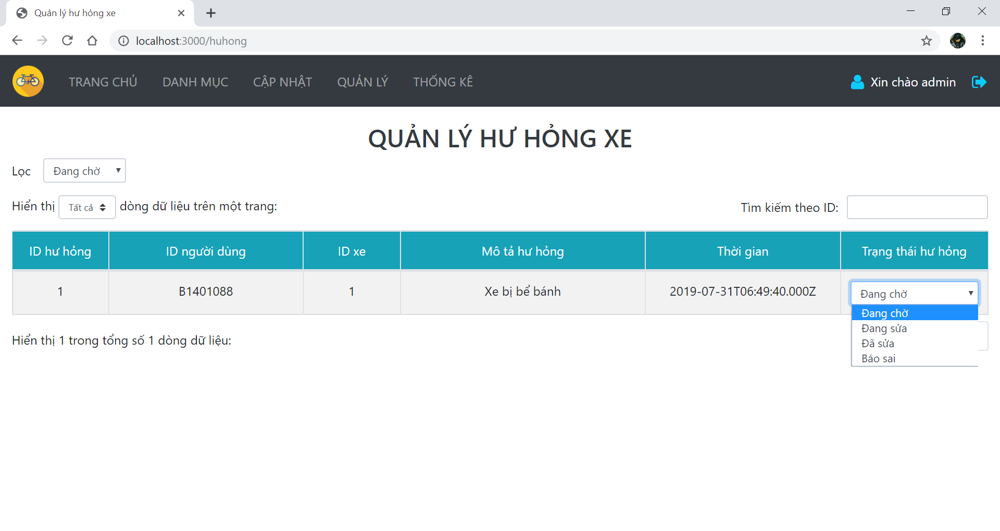 Quản lý hư hỏng xe
localhost:3000/huhong
TRANG CHỦ DANH MỤC CẬP NHẬT QUẢN LÝ THỐNG KÊ Xin chào admin
QUẢN LÝ HƯ HỎNG XE
Lọc Đang chờ
Hiển thị Tất cả dòng dữ liệu trên một trang: Tìm kiếm theo ID:
ID hư hỏng ID người dùng ID xe Mô tả hư hỏng Thời gian Trạng thái hư hỏng
1 B1401088 1 Xe bị bể bánh 2019-07-31T06:49:40.000Z Đang chờ
Đang chờ
Đang sửa
Đã sửa
Báo sai
Hiển thị 1 trong tổng số 1 dòng dữ liệu: